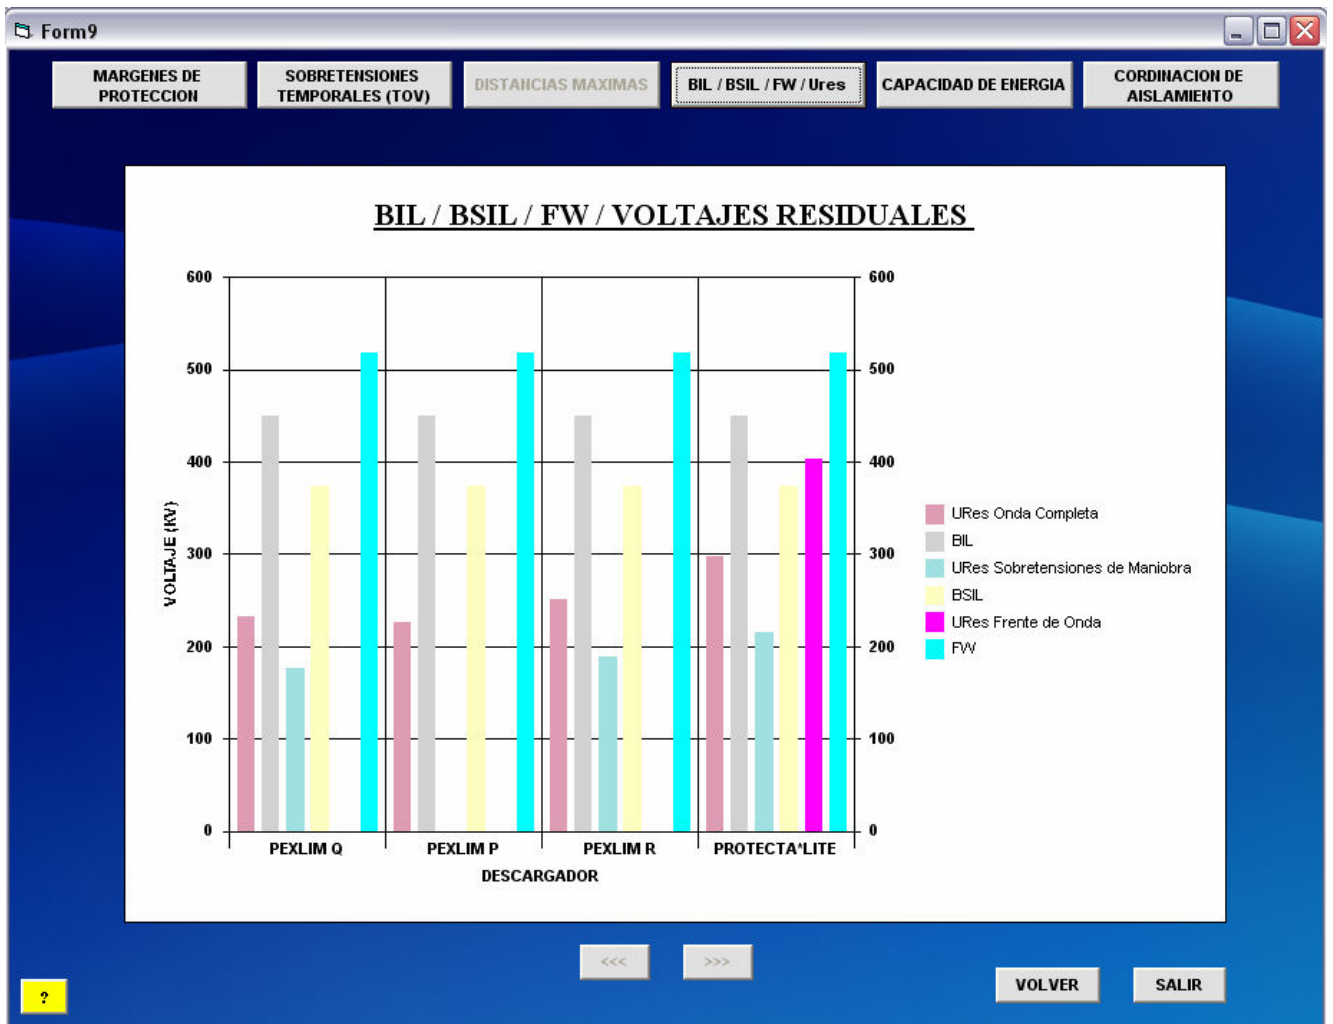 Form9
MARGENES DE
PROTECCION
SOBRETENSIONES
TEMPORALES (TOV)
DISTANCIAS MAXIMAS
BIL / BSIL / FW / Ures
CAPACIDAD DE ENERGIA
CORDINACION DE
AISLAMIENTO
BIL / BSIL / FW / VOLTAJES RESIDUALES
600
500
400
300
200
100
0
600
500
400
300
200
100
0
VOLTAJE (KV)
PEXLIM Q
PEXLIM P
PEXLIM R
PROTECTA*LITE
DESCARGADOR
URes Onda Completa
BIL
URes Sobretensiones de Maniobra
BSIL
URes Frente de Onda
FW
<<<
>>>
VOLVER
SALIR
?